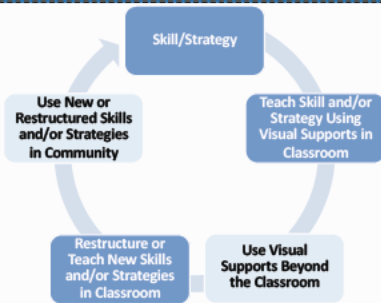 Skill/Strategy
Teach Skill and/or
Strategy Using
Visual Supports in
Classroom
Use Visual
Supports Beyond
the Classroom
Restructure or
Teach New Skills
and/or Strategies
in Classroom
Use New or
Restructured Skills
and/or Strategies
in Community